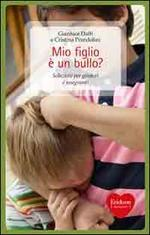 Gianluca Daffi
e Cristina Prandolini
Mio figlio
è un bullo?
Soluzioni per genitori
e insegnanti
Erickson